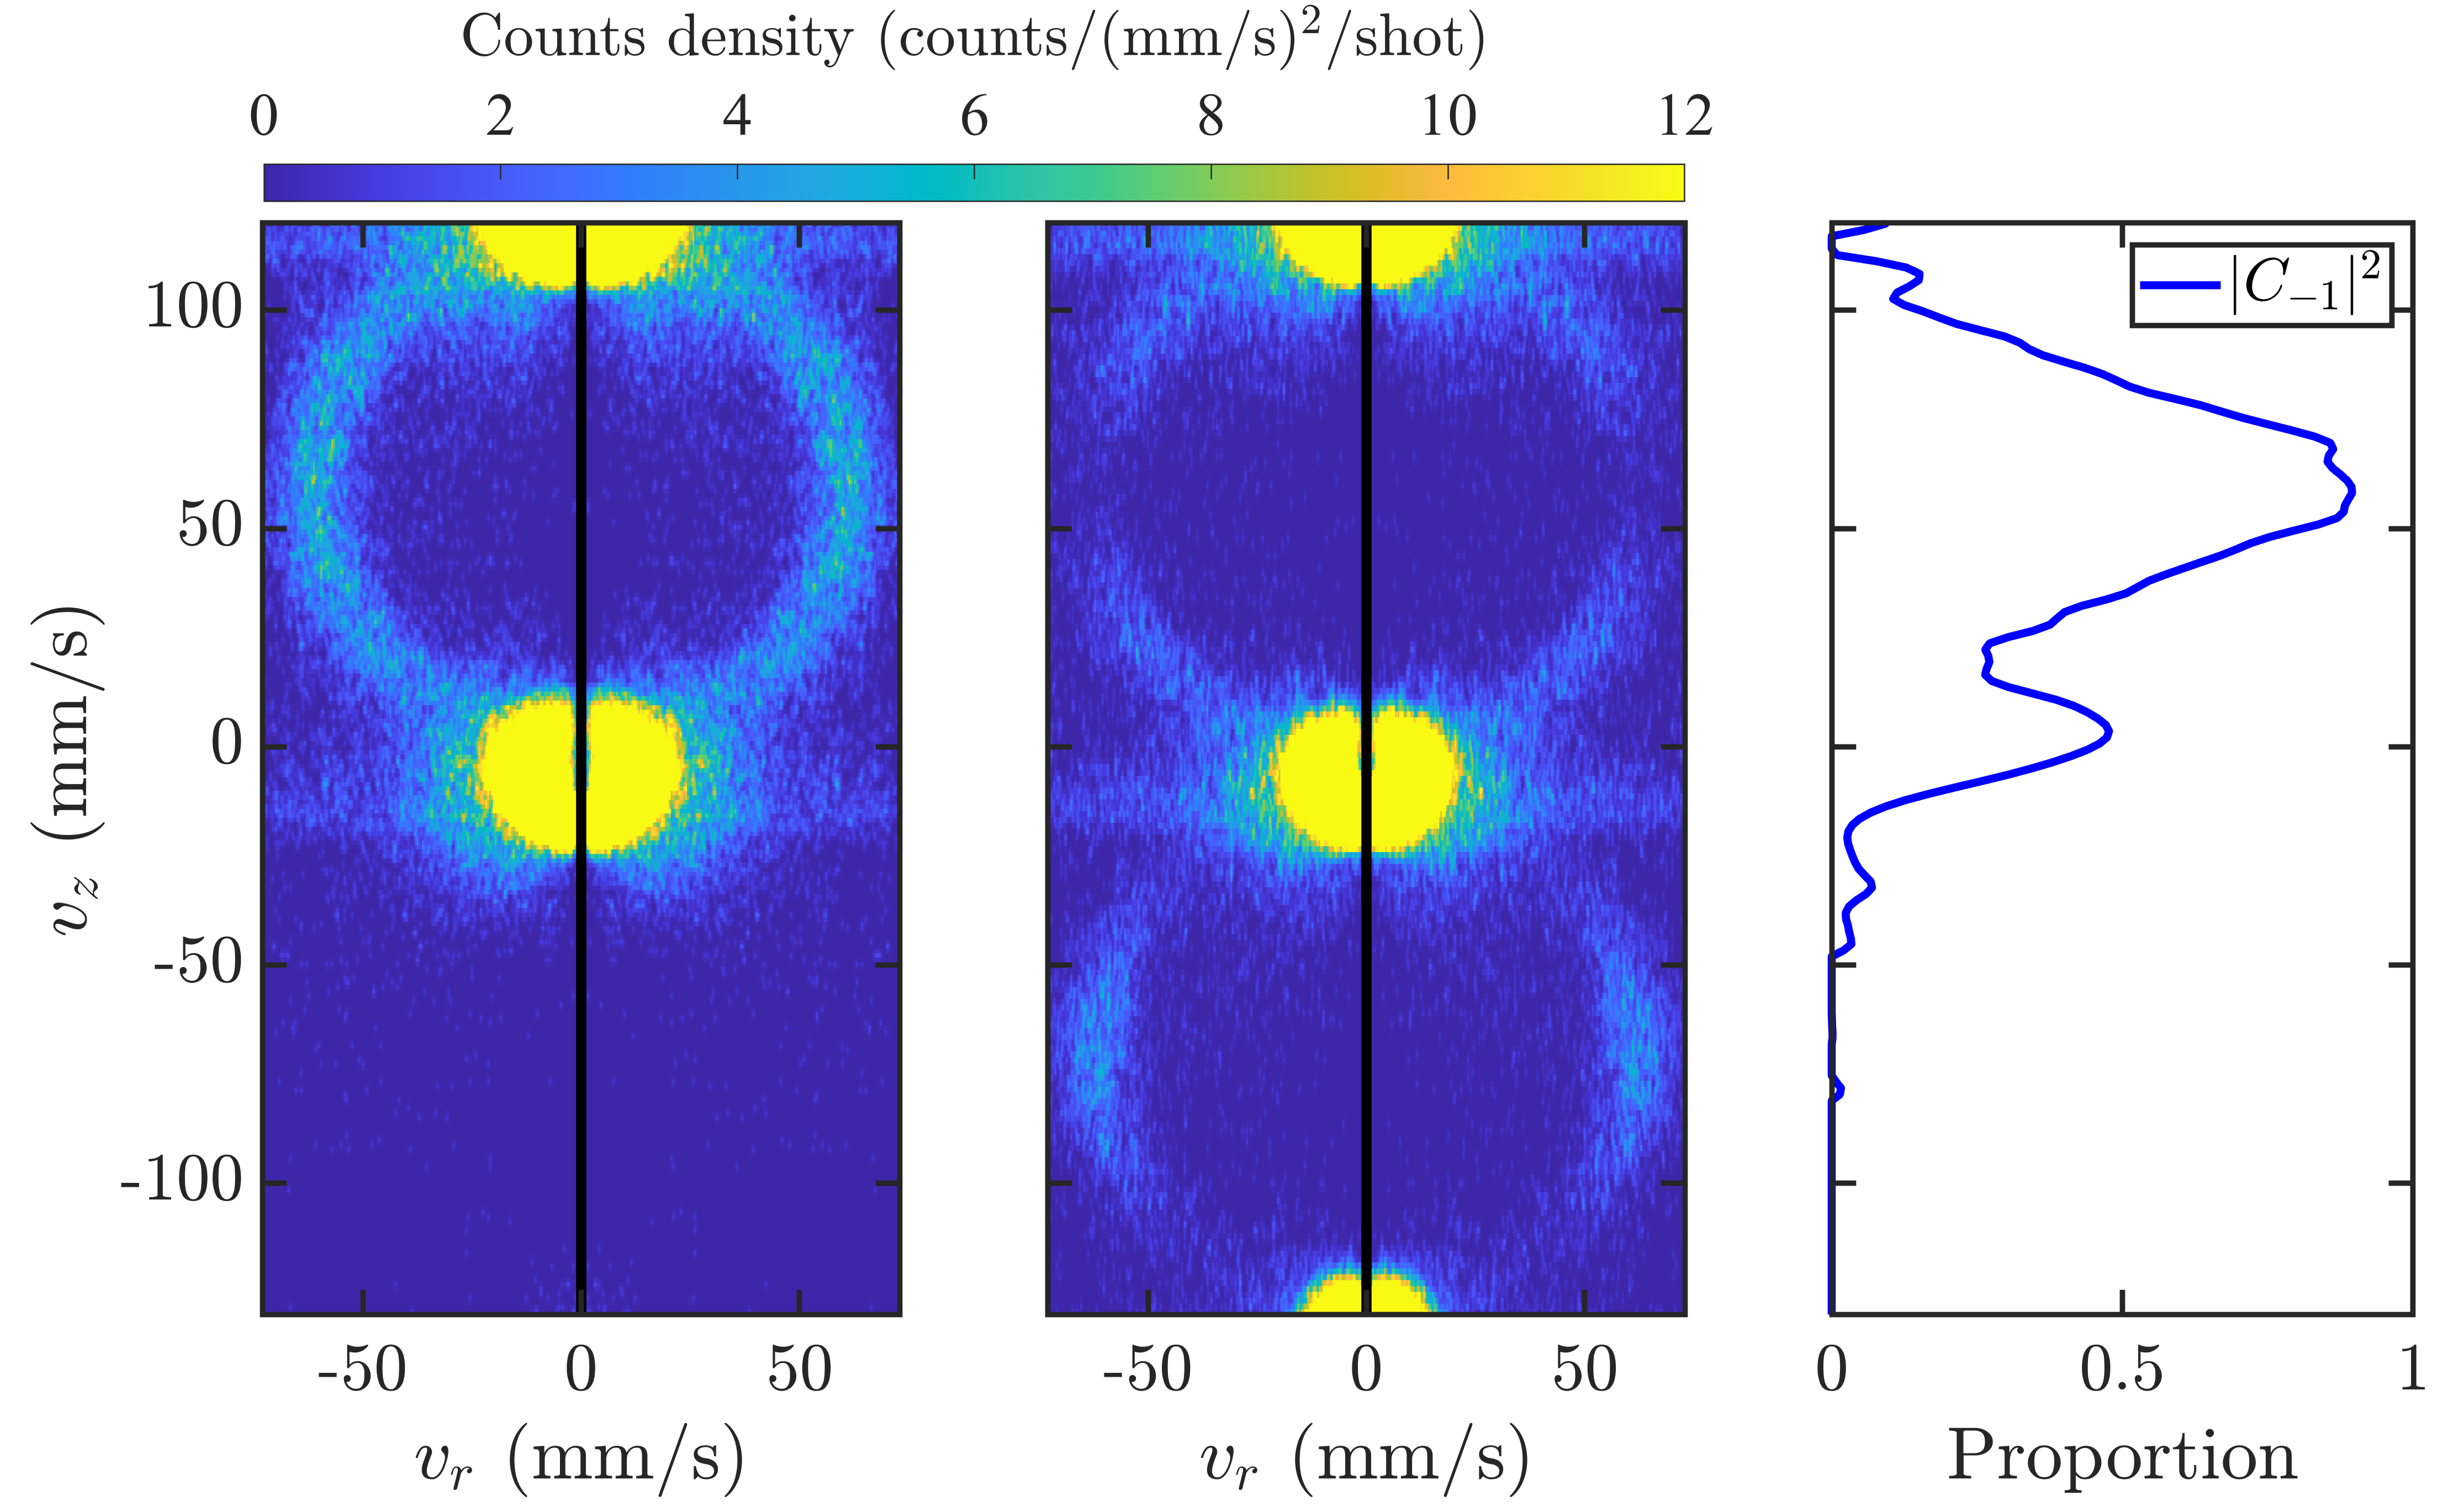 Counts density (counts/(mm/s)²/shot)
0 2 4 6 8 10 12
|C₋₁|²
100
50
0
-50
-100
v_z (mm/s)
-50 0 50
-50 0 50
0 0.5 1
v_r (mm/s)
v_r (mm/s)
Proportion